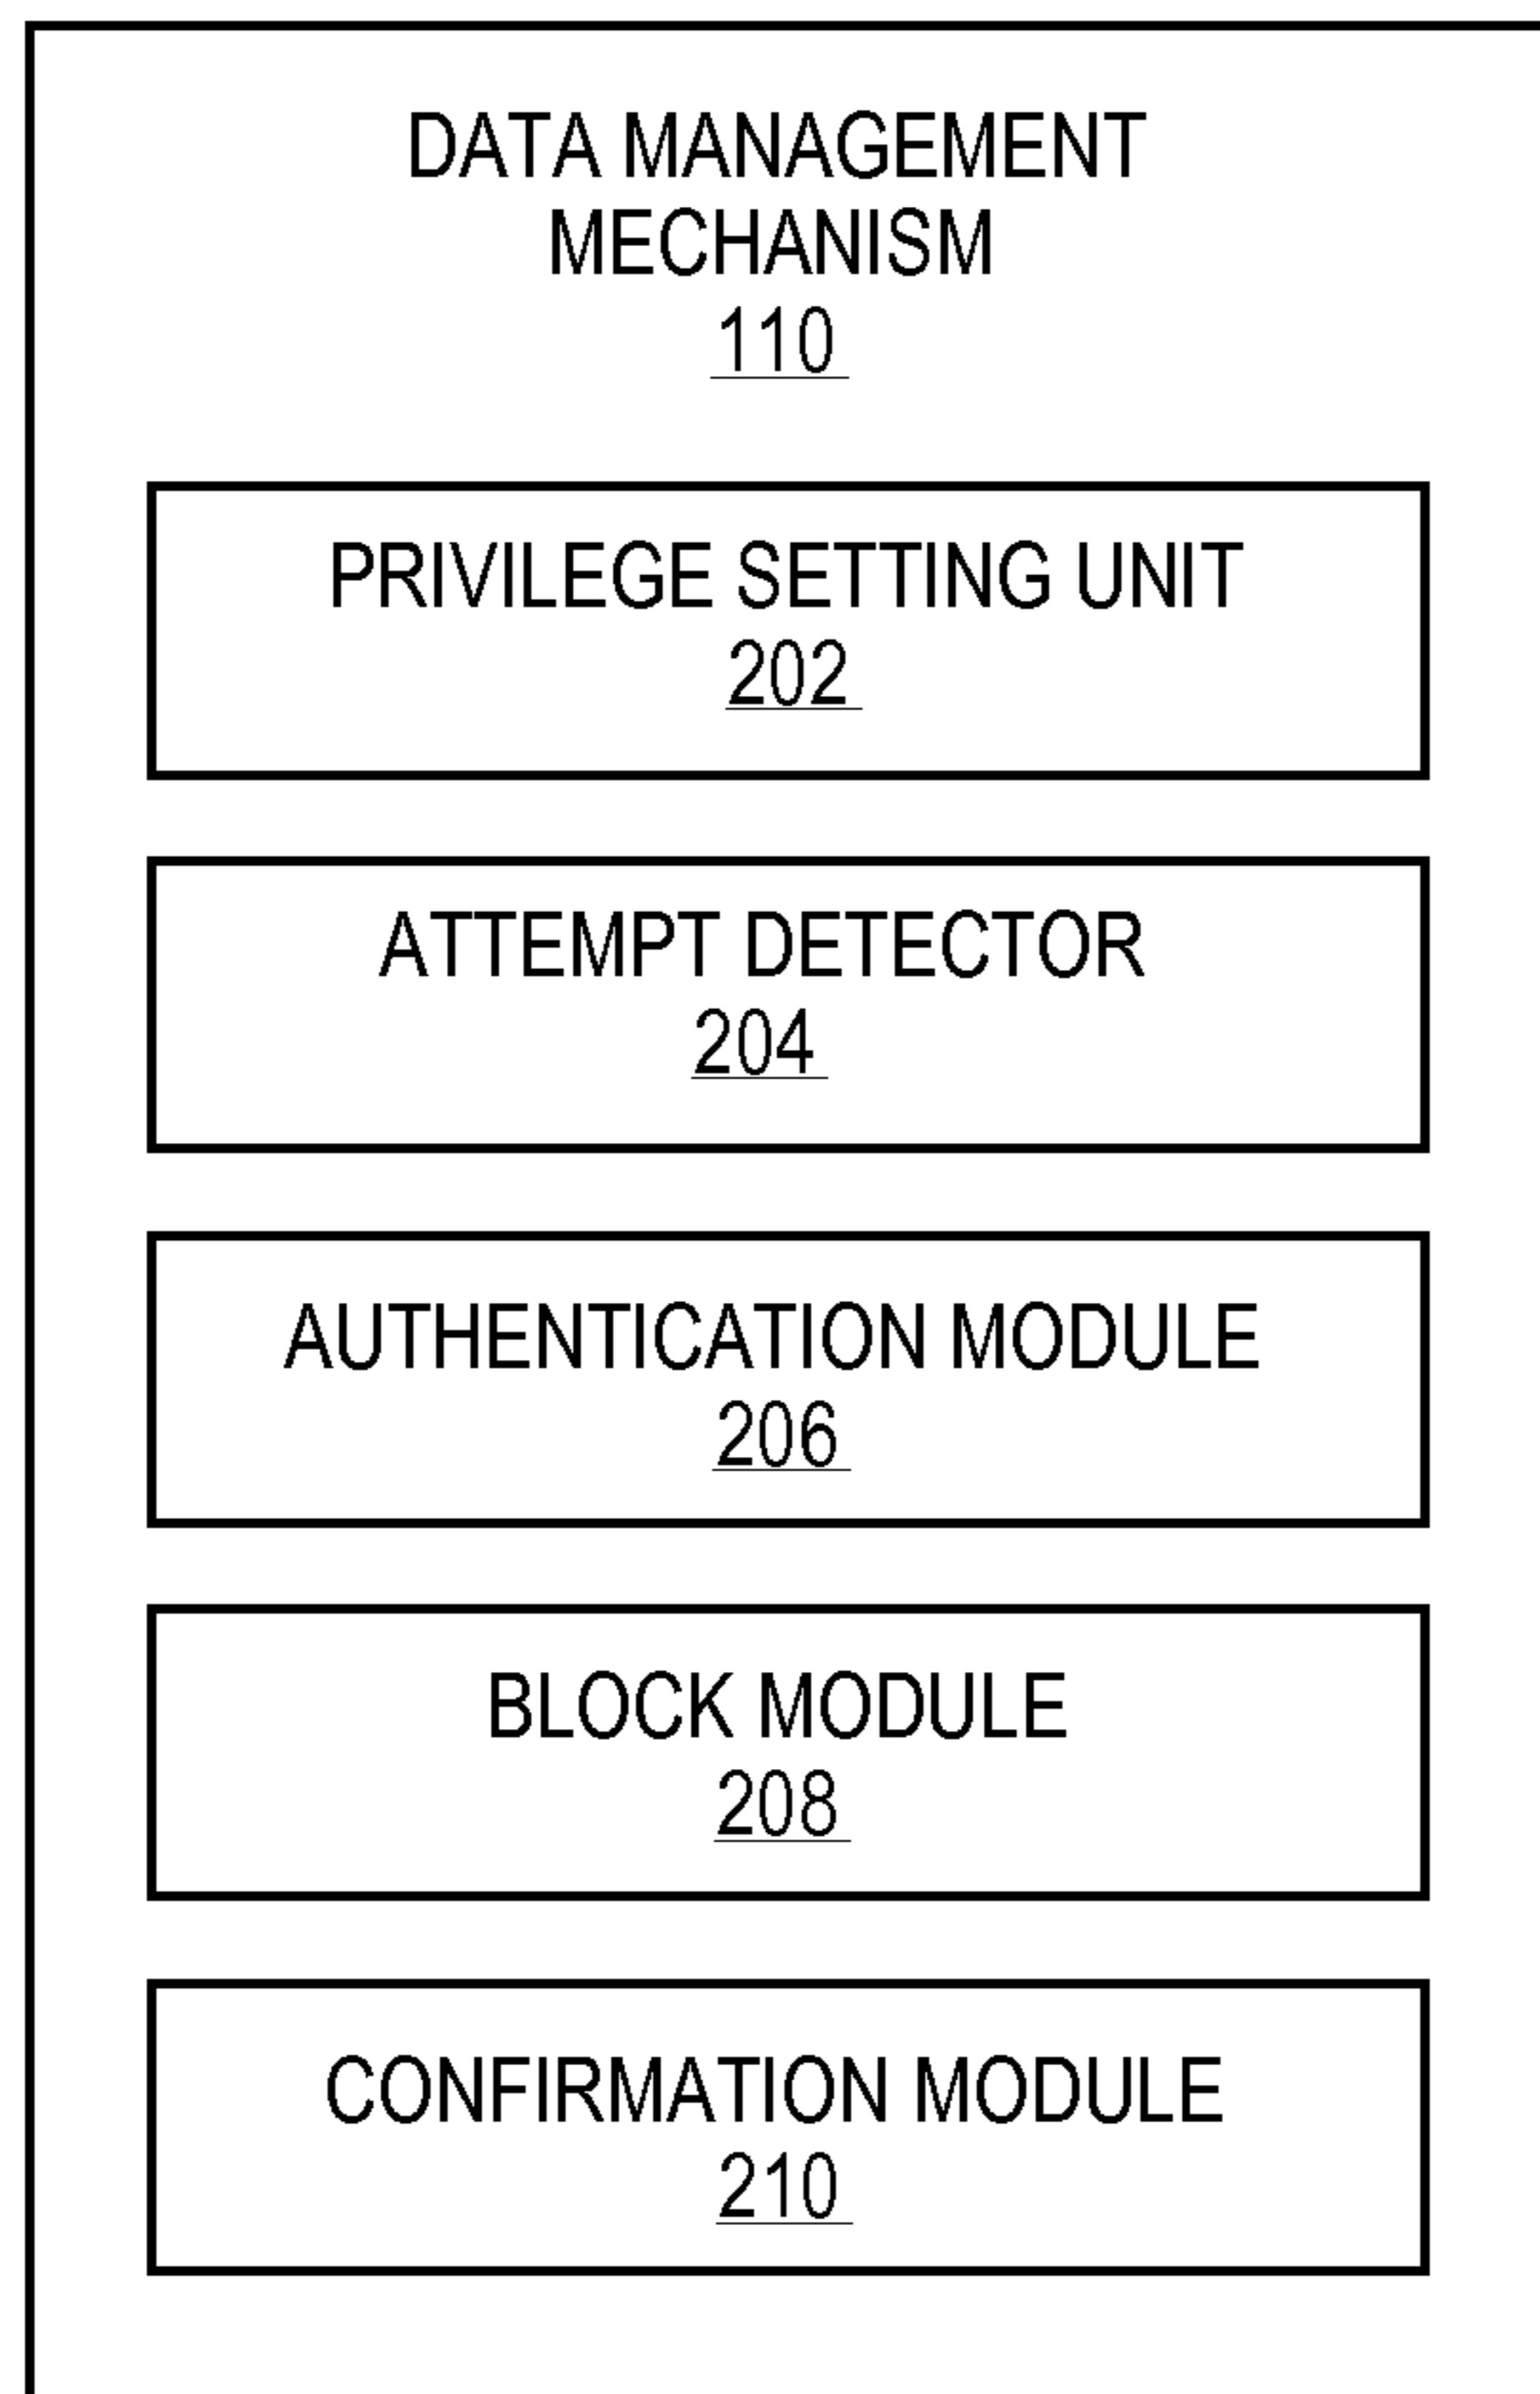 DATA MANAGEMENT
MECHANISM
110
PRIVILEGE SETTING UNIT
202
ATTEMPT DETECTOR
204
AUTHENTICATION MODULE
206
BLOCK MODULE
208
CONFIRMATION MODULE
210